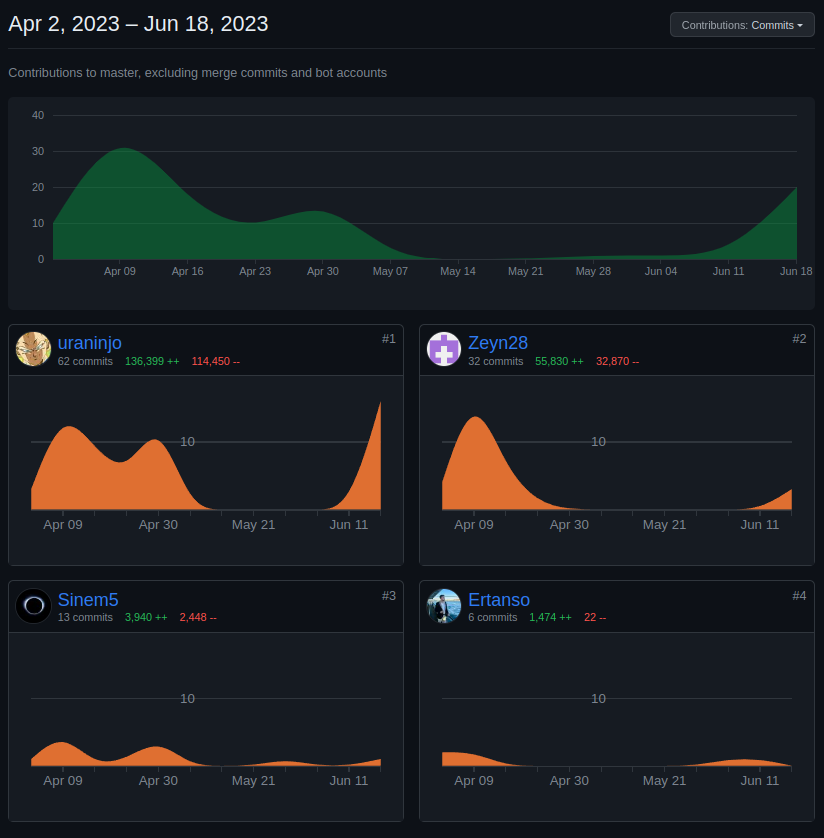 Apr 2, 2023 – Jun 18, 2023
Contributions: Commits
Contributions to master, excluding merge commits and bot accounts
40
30
20
10
0
Apr 09 Apr 16 Apr 23 Apr 30 May 07 May 14 May 21 May 28 Jun 04 Jun 11 Jun 18
uraninjo #1
62 commits 136,399 ++ 114,450 --
10
Apr 09 Apr 30 May 21 Jun 11
Zeyn28 #2
32 commits 55,830 ++ 32,870 --
10
Apr 09 Apr 30 May 21 Jun 11
Sinem5 #3
13 commits 3,940 ++ 2,448 --
10
Apr 09 Apr 30 May 21 Jun 11
Ertanso #4
6 commits 1,474 ++ 22 --
10
Apr 09 Apr 30 May 21 Jun 11